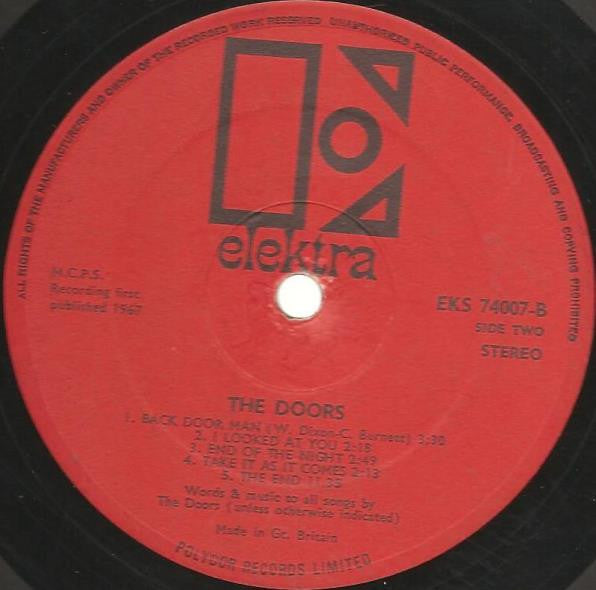 ALL RIGHTS OF THE MANUFACTURERS AND OWNER OF THE RECORDED WORK RESERVED. UNAUTHORISED PUBLIC PERFORMANCE, BROADCASTING AND COPYING PROHIBITED
elektra
M.C.P.S.
Recording first
published 1967
EKS 74007-B
SIDE TWO
STEREO
THE DOORS
1. BACK DOOR MAN (W. Dixon-C. Burnett) 3:30
2. I LOOKED AT YOU 2:18
3. END OF THE NIGHT 2:49
4. TAKE IT AS IT COMES 2:13
5. THE END 11.35
Words & music to all songs by
The Doors (unless otherwise indicated)
Made in Gt. Britain
POLYDOR RECORDS LIMITED